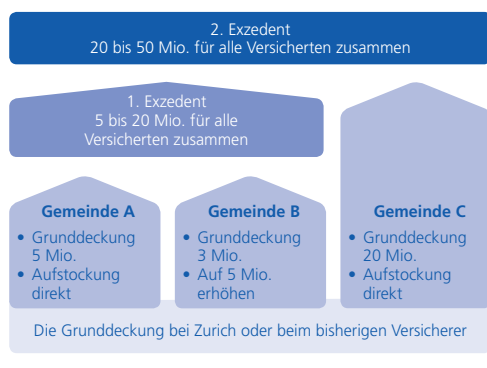 2. Exzedent
20 bis 50 Mio. für alle Versicherten zusammen
1. Exzedent
5 bis 20 Mio. für alle
Versicherten zusammen
Gemeinde A
• Grunddeckung
5 Mio.
• Aufstockung
direkt
Gemeinde B
• Grunddeckung
3 Mio.
• Auf 5 Mio.
erhöhen
Gemeinde C
• Grunddeckung
20 Mio.
• Aufstockung
direkt
Die Grunddeckung bei Zurich oder beim bisherigen Versicherer